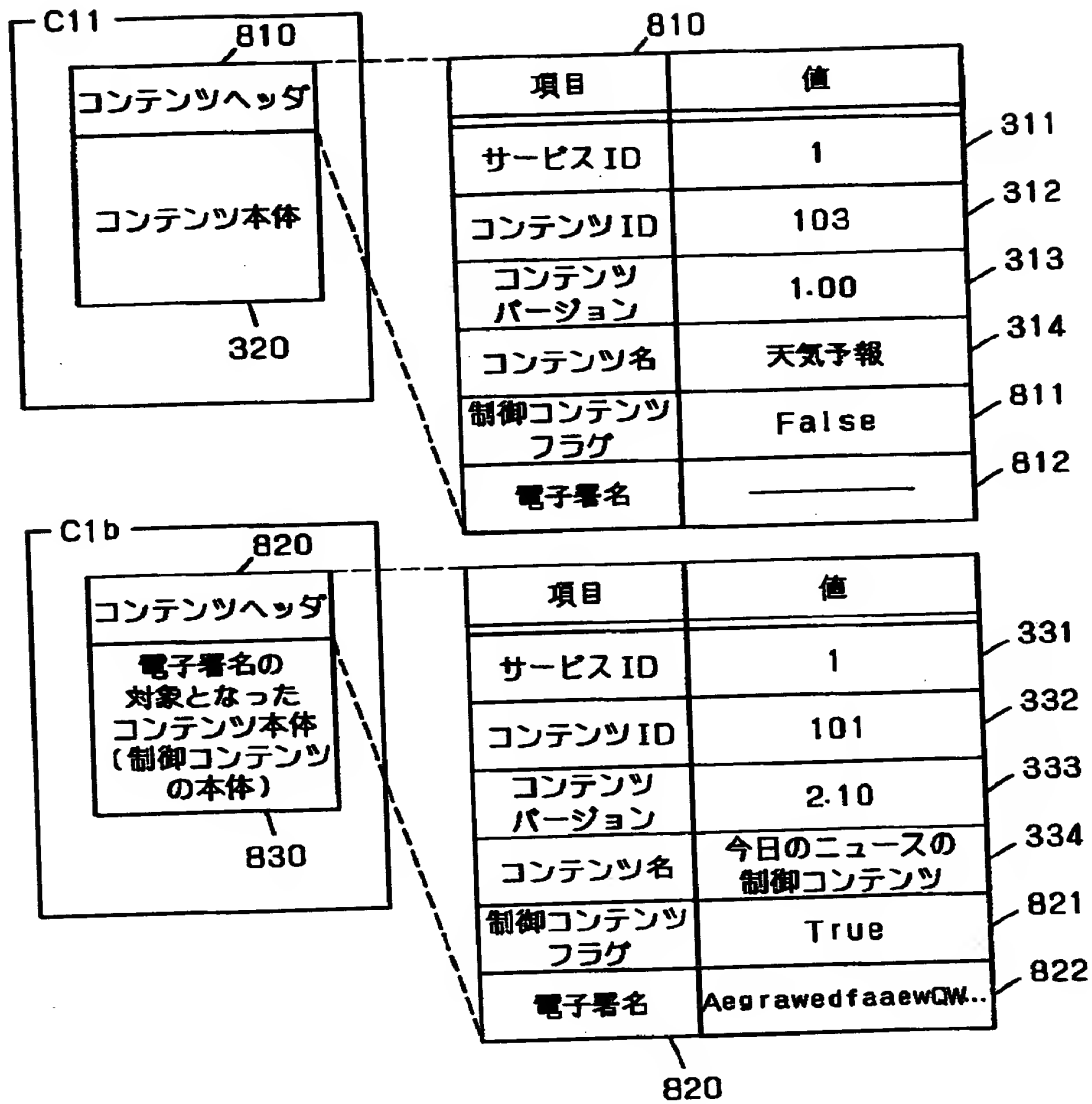 C11
810
コンテンツヘッダ
コンテンツ本体
320
810
項目 値
サービスID 1 311
コンテンツID 103 312
コンテンツ
バージョン 1.00 313
コンテンツ名 天気予報 314
制御コンテンツ
フラグ False 811
電子署名 ――― 812
C1b
820
コンテンツヘッダ
電子署名の
対象となった
コンテンツ本体
(制御コンテンツ
の本体)
830
項目 値
サービスID 1 331
コンテンツID 101 332
コンテンツ
バージョン 2.10 333
コンテンツ名 今日のニュースの
制御コンテンツ 334
制御コンテンツ
フラグ True 821
電子署名 AegrawedfaaewQW… 822
820